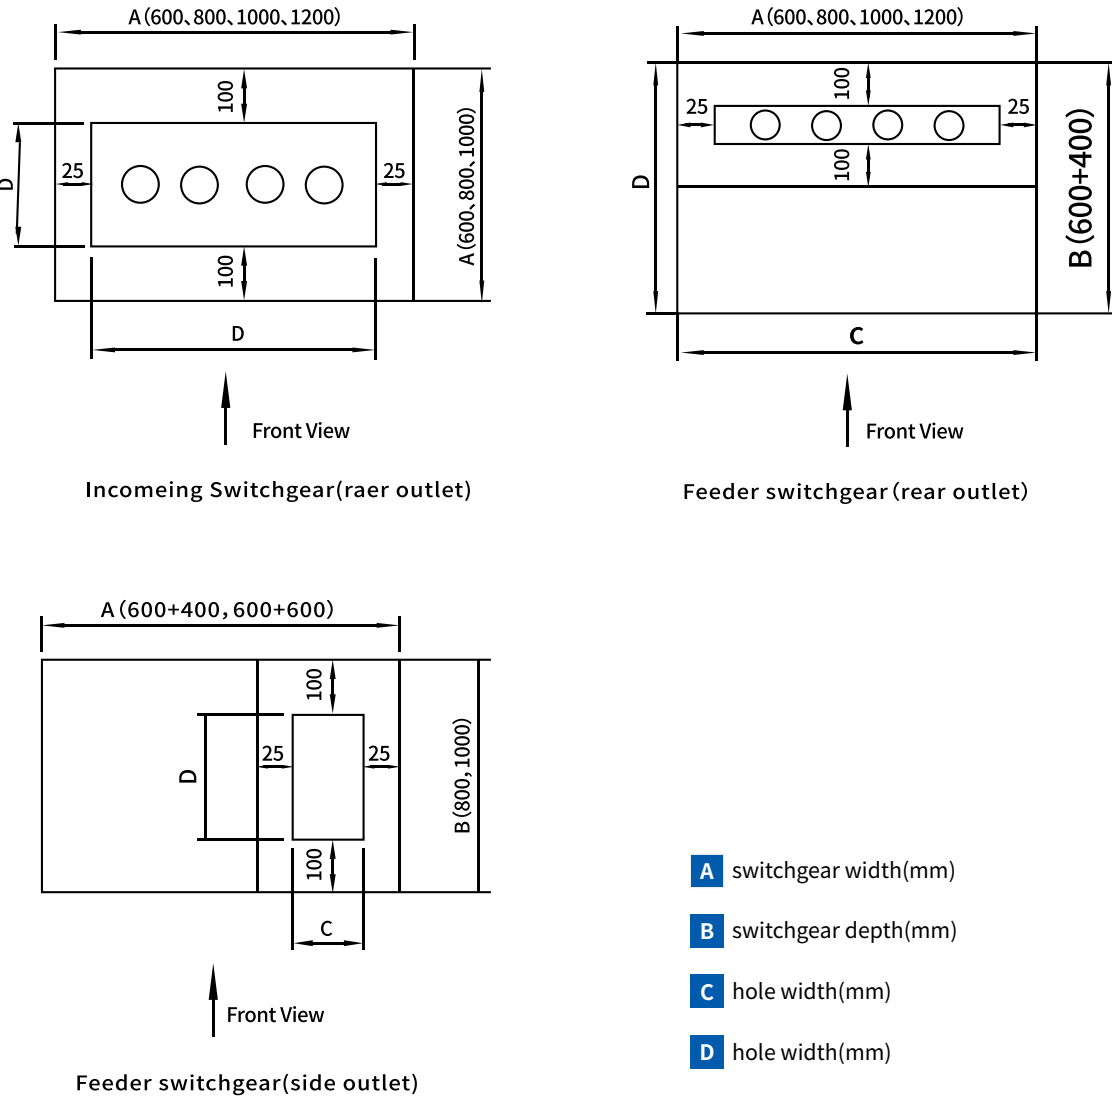 A(600、800、1000、1200)
100
25
25
D
A(600、800、1000)
100
D
Front View
Incomeing Switchgear(raer outlet)
A(600、800、1000、1200)
100
25
25
100
D
B(600+400)
C
Front View
Feeder switchgear(rear outlet)
A(600+400,600+600)
100
25
25
D
B(800,1000)
100
C
Front View
Feeder switchgear(side outlet)
A switchgear width(mm)
B switchgear depth(mm)
C hole width(mm)
D hole width(mm)